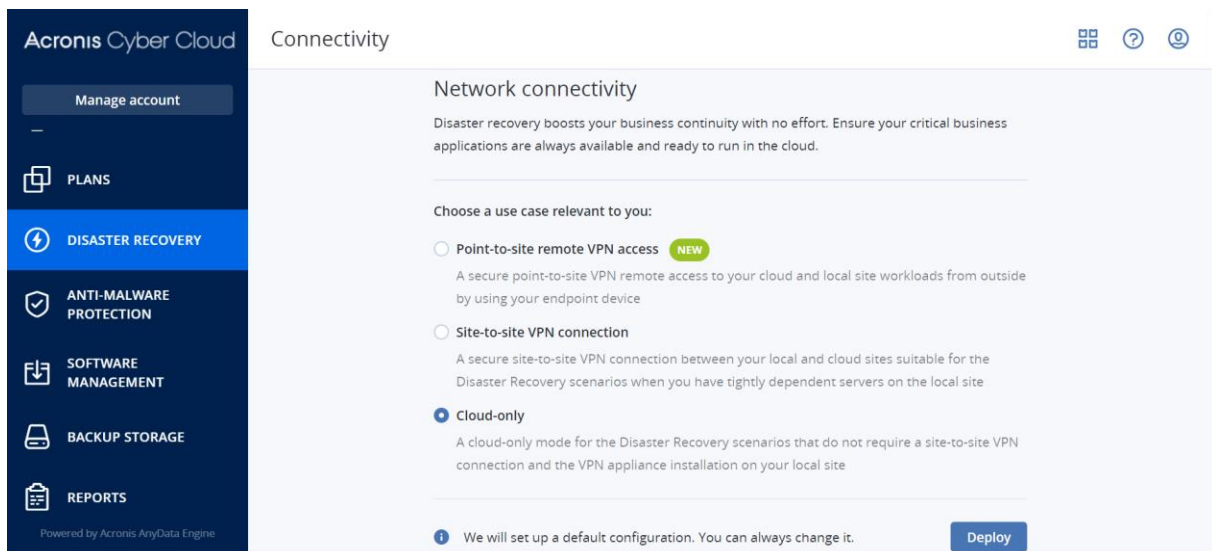 Acronis Cyber Cloud
Manage account
PLANS
DISASTER RECOVERY
ANTI-MALWARE
PROTECTION
SOFTWARE
MANAGEMENT
BACKUP STORAGE
REPORTS
Powered by Acronis AnyData Engine
Connectivity
Network connectivity
Disaster recovery boosts your business continuity with no effort. Ensure your critical business
applications are always available and ready to run in the cloud.
Choose a use case relevant to you:
Point-to-site remote VPN access NEW
A secure point-to-site VPN remote access to your cloud and local site workloads from outside
by using your endpoint device
Site-to-site VPN connection
A secure site-to-site VPN connection between your local and cloud sites suitable for the
Disaster Recovery scenarios when you have tightly dependent servers on the local site
Cloud-only
A cloud-only mode for the Disaster Recovery scenarios that do not require a site-to-site VPN
connection and the VPN appliance installation on your local site
We will set up a default configuration. You can always change it.
Deploy